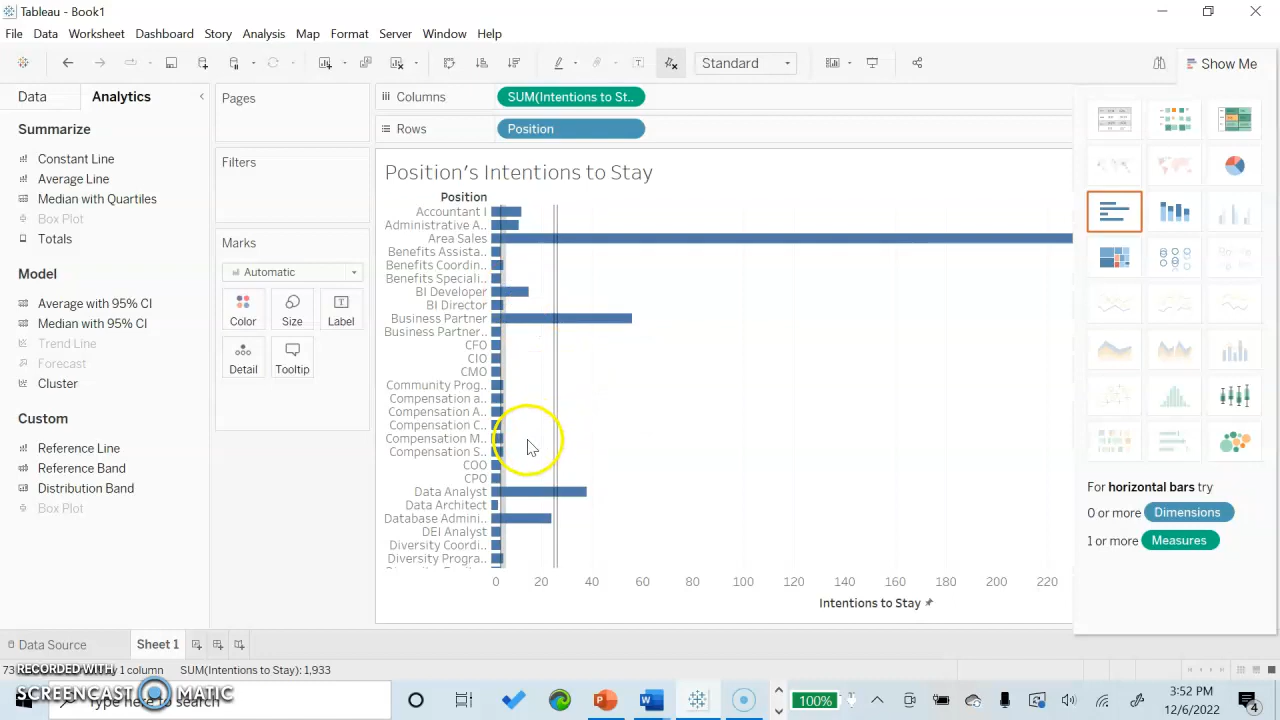 Tableau - Book1
File Data Worksheet Dashboard Story Analysis Map Format Server Window Help
Standard
Show Me
Data Analytics
Pages
Columns SUM(Intentions to St..
Summarize
Rows Position
Constant Line
Average Line
Median with Quartiles
Box Plot
Totals
Filters
Position's Intentions to Stay
Position
Accountant I
Administrative A..
Area Sales
Benefits Assista..
Benefits Coordin..
Benefits Speciali..
BI Developer
BI Director
Business Partner
Business Partner..
CFO
CIO
CMO
Community Prog..
Compensation a..
Compensation A..
Compensation C..
Compensation M..
Compensation S..
COO
CPO
Data Analyst
Data Architect
Database Admini..
DEI Analyst
Diversity Coordi..
Diversity Progra..
0 20 40 60 80 100 120 140 160 180 200 220
Intentions to Stay
Marks
Automatic
Color Size Label
Detail Tooltip
Model
Average with 95% CI
Median with 95% CI
Trend Line
Forecast
Cluster
Custom
Reference Line
Reference Band
Distribution Band
Box Plot
For horizontal bars try
0 or more Dimensions
1 or more Measures
Data Source Sheet 1
73
RECORDED WITH
1 column SUM(Intentions to Stay): 1,933
SCREENCAST MATIC
Type here to search
100%
3:52 PM
12/6/2022
4